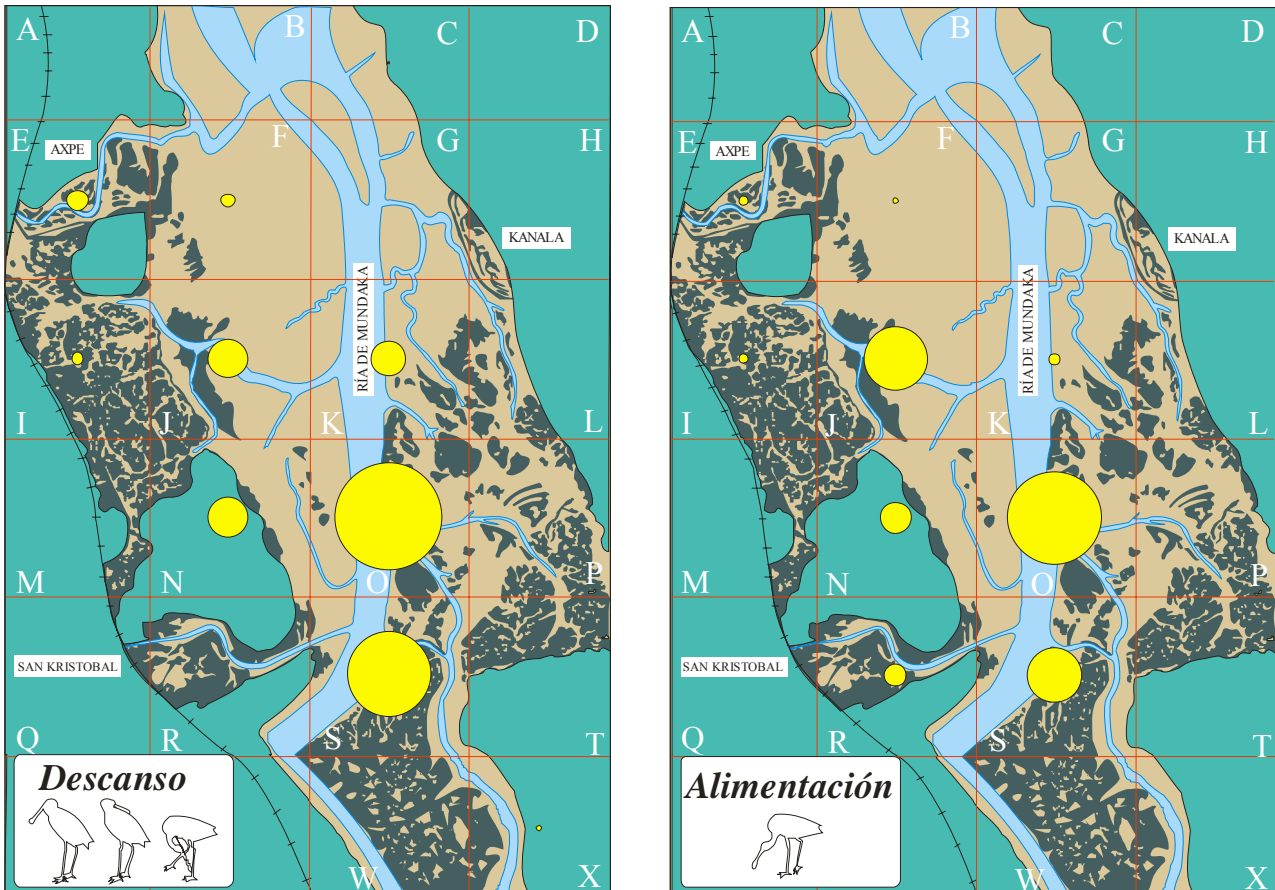 A
B
C
D
E
AXPE
F
G
H
KANALA
RÍA DE MUNDAKA
I
J
K
L
M
N
O
P
SAN KRISTOBAL
Q
R
S
T
Descanso
W
X
A
B
C
D
E
AXPE
F
G
H
KANALA
RÍA DE MUNDAKA
I
J
K
L
M
N
O
P
SAN KRISTOBAL
Q
R
S
T
Alimentación
W
X